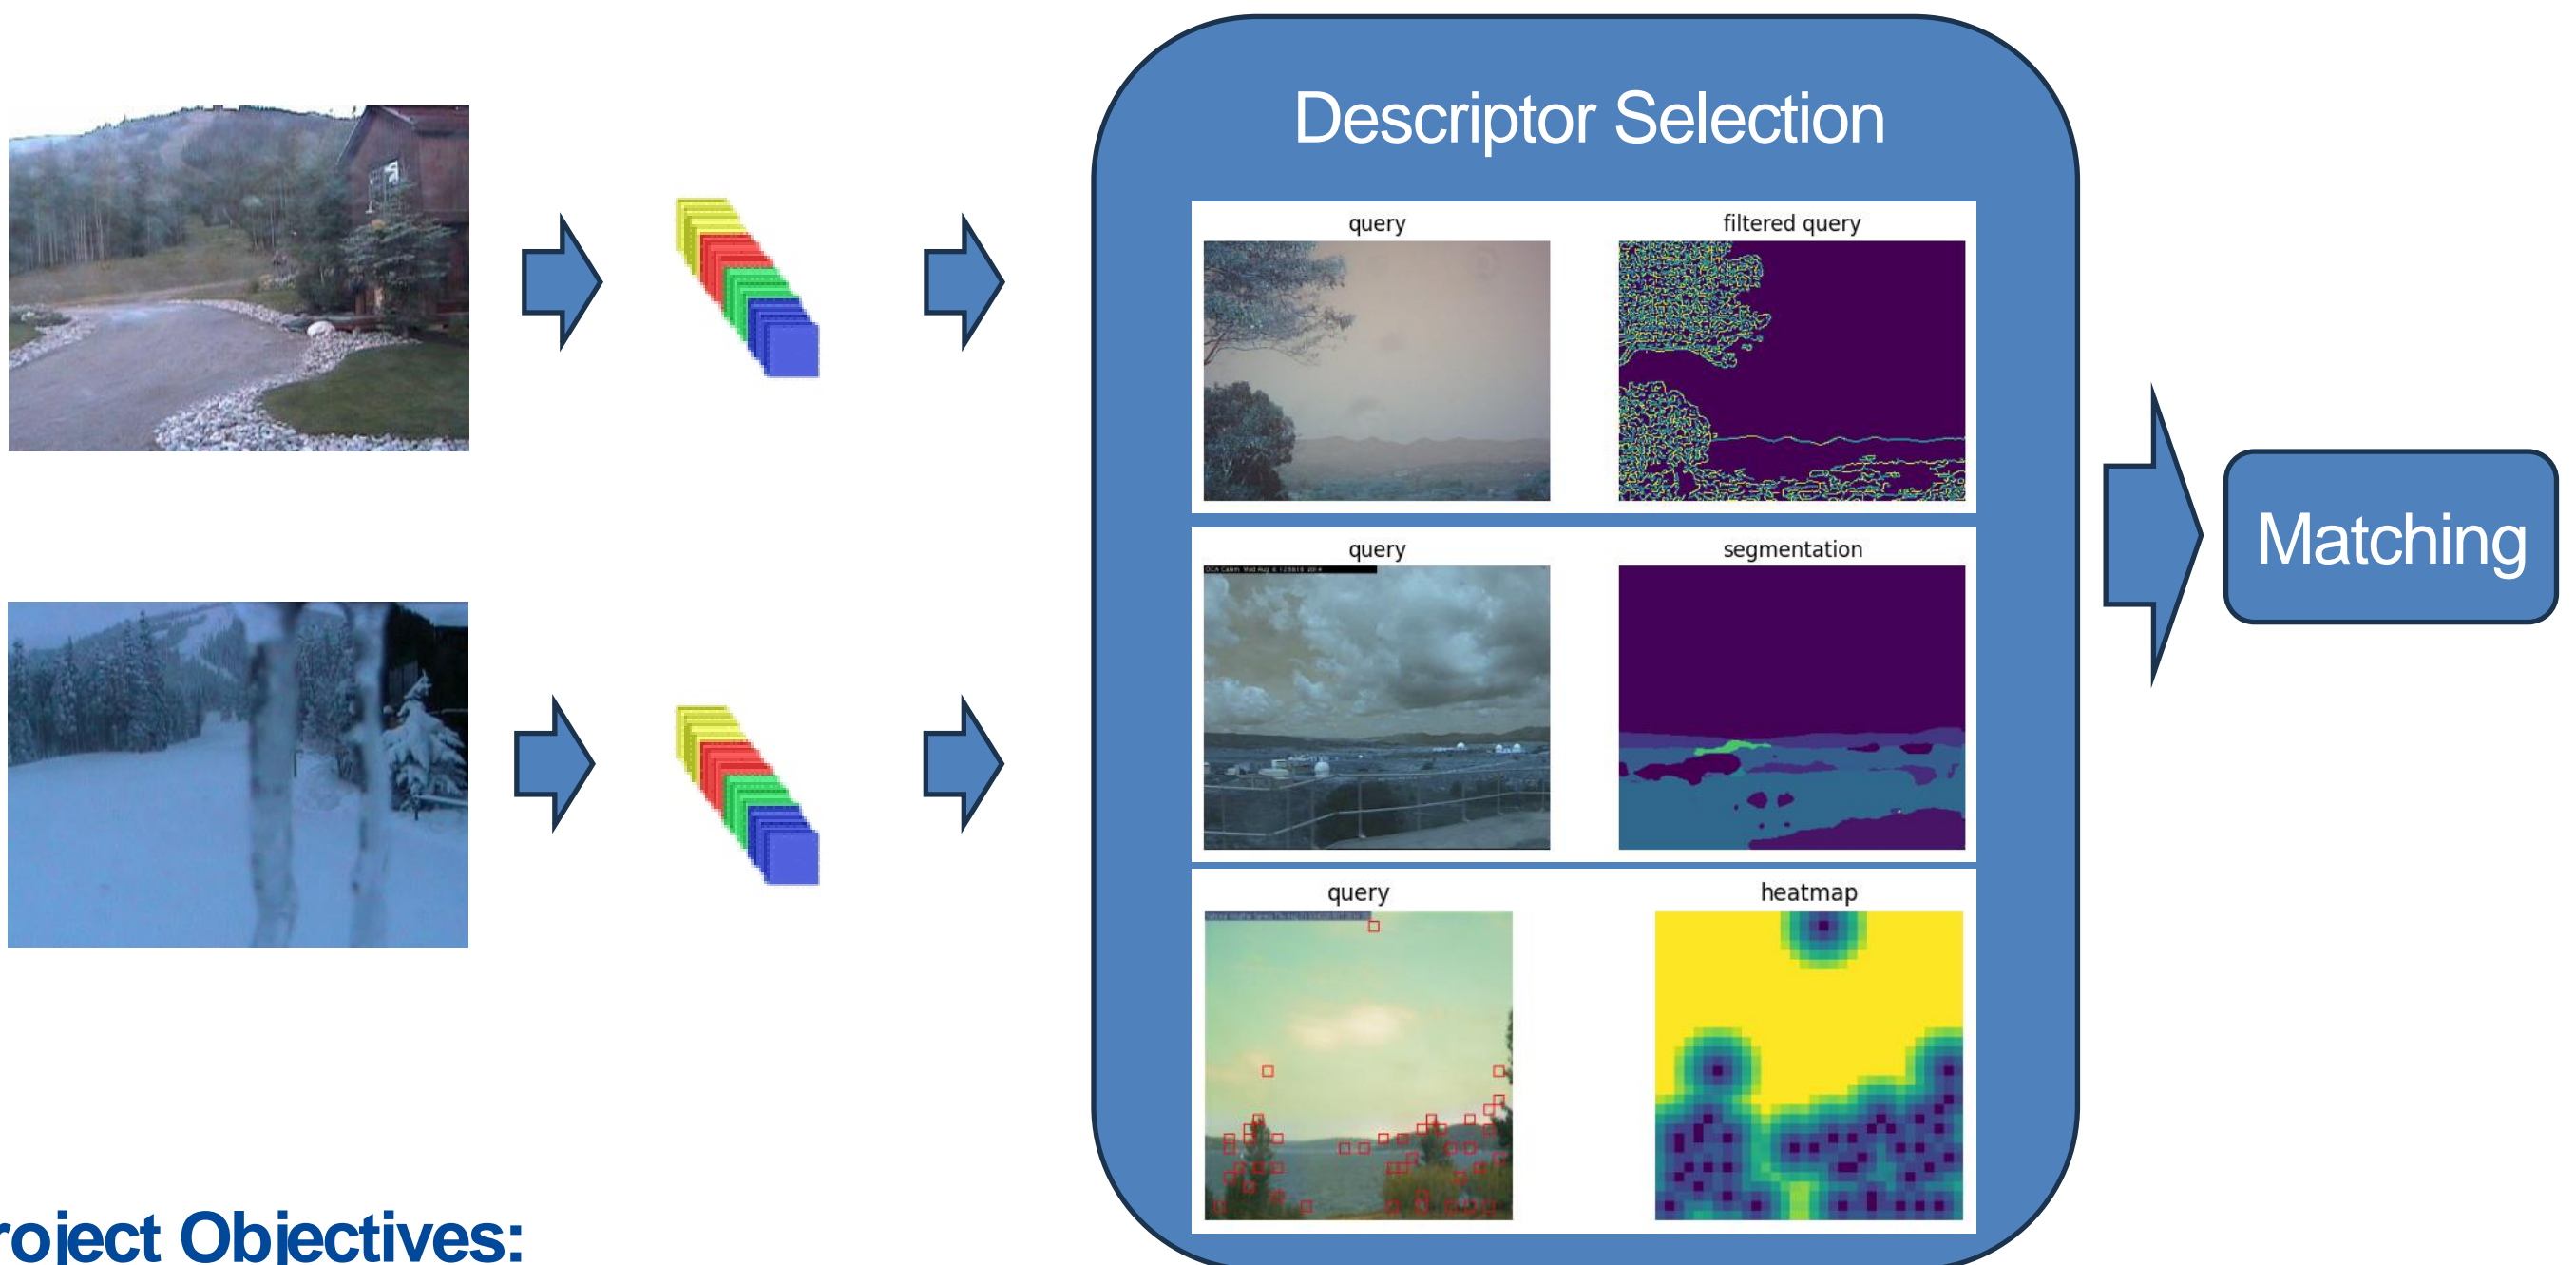 Descriptor Selection
query
filtered query
query
segmentation
query
heatmap
Matching
roject Objectives: